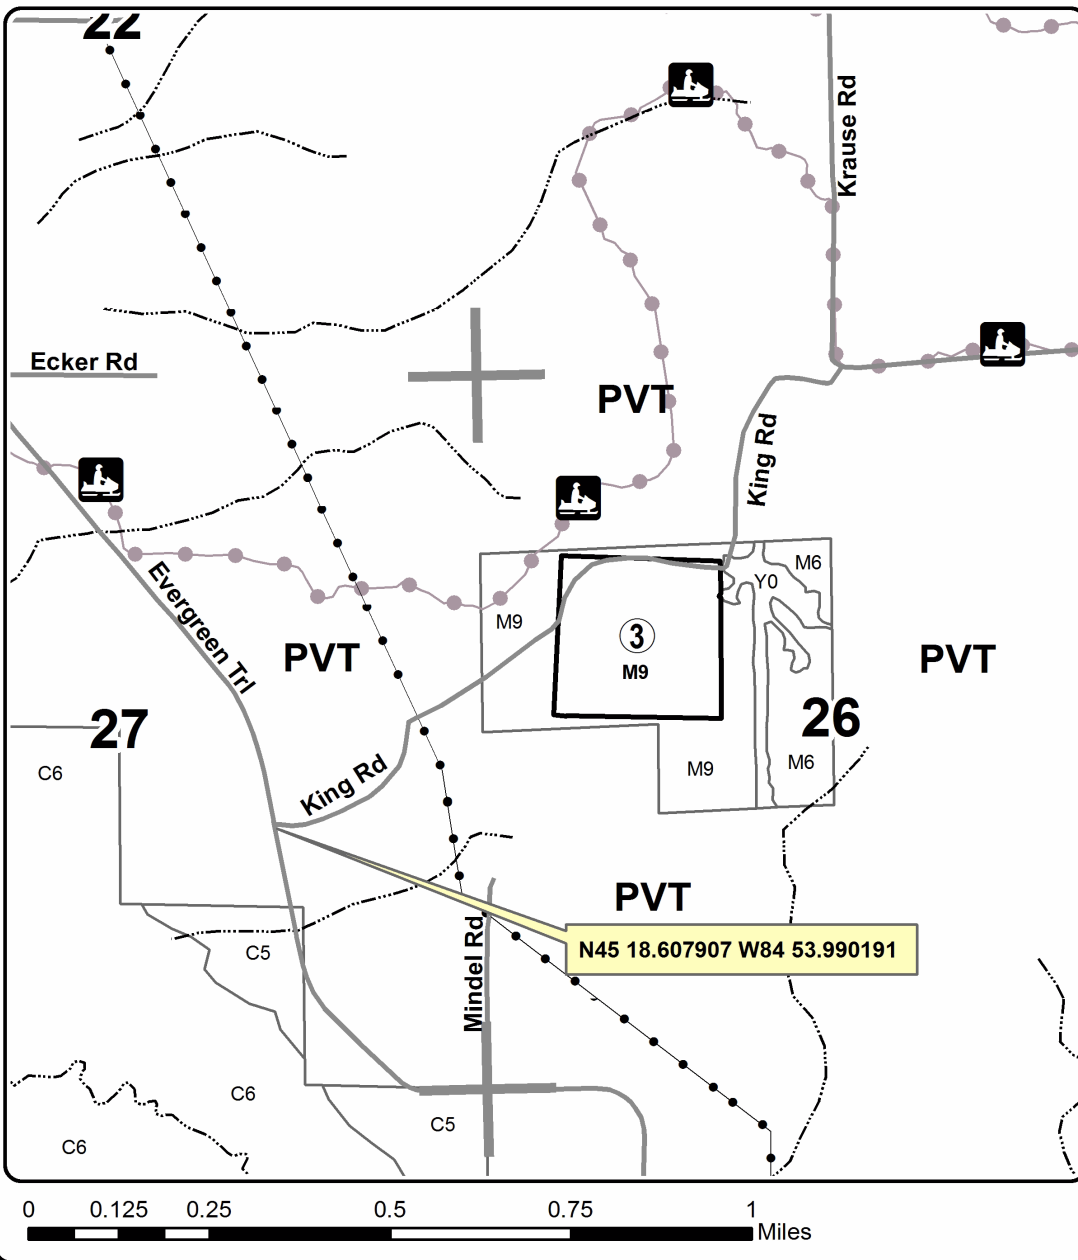 22
Krause Rd
Ecker Rd
PVT
King Rd
Evergreen Trl
M6
Y0
M9
3
M9
PVT
PVT
27
26
C6
M9
M6
King Rd
PVT
N45 18.607907 W84 53.990191
C5
Mindel Rd
C6
C5
C6
0 0.125 0.25 0.5 0.75 1
Miles